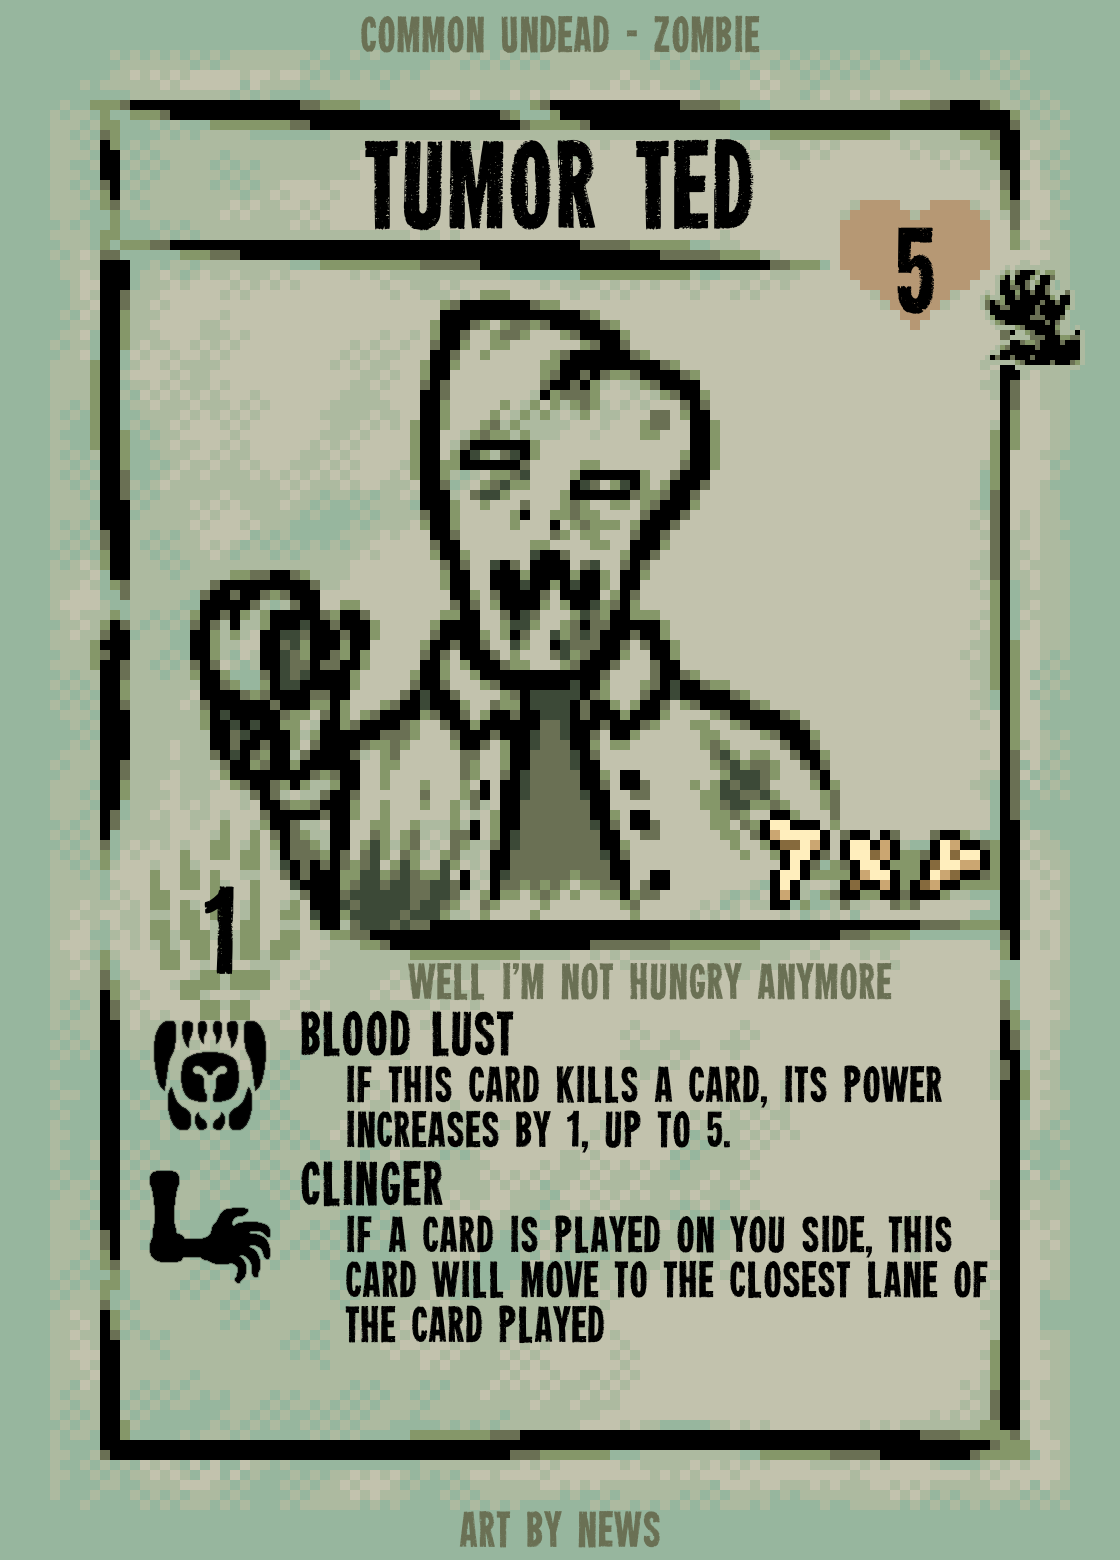 COMMON UNDEAD - ZOMBIE
TUMOR TED
5
7 X
1
WELL I'M NOT HUNGRY ANYMORE
BLOOD LUST
IF THIS CARD KILLS A CARD, ITS POWER
INCREASES BY 1, UP TO 5.
CLINGER
IF A CARD IS PLAYED ON YOU SIDE, THIS
CARD WILL MOVE TO THE CLOSEST LANE OF
THE CARD PLAYED
ART BY NEWS